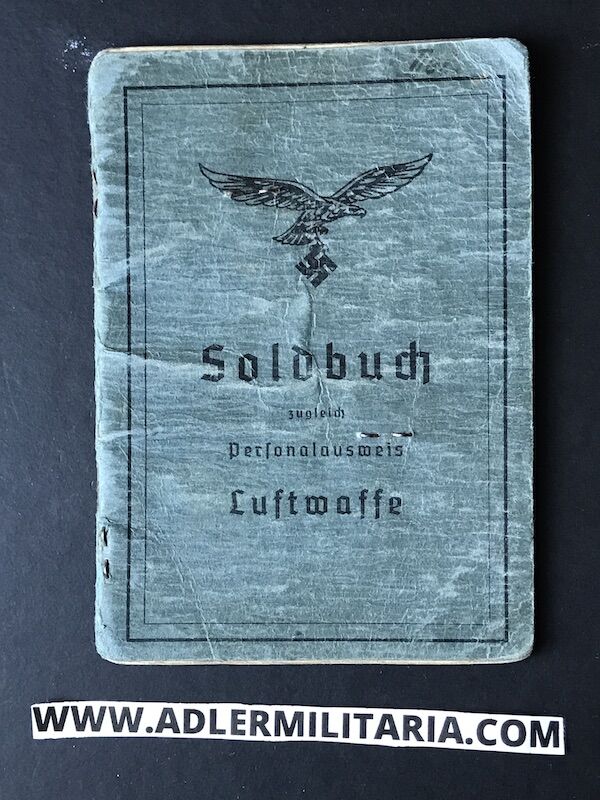 Soldbuch
zugleich
Personalausweis
Luftwaffe
WWW.ADLERMILITARIA.COM